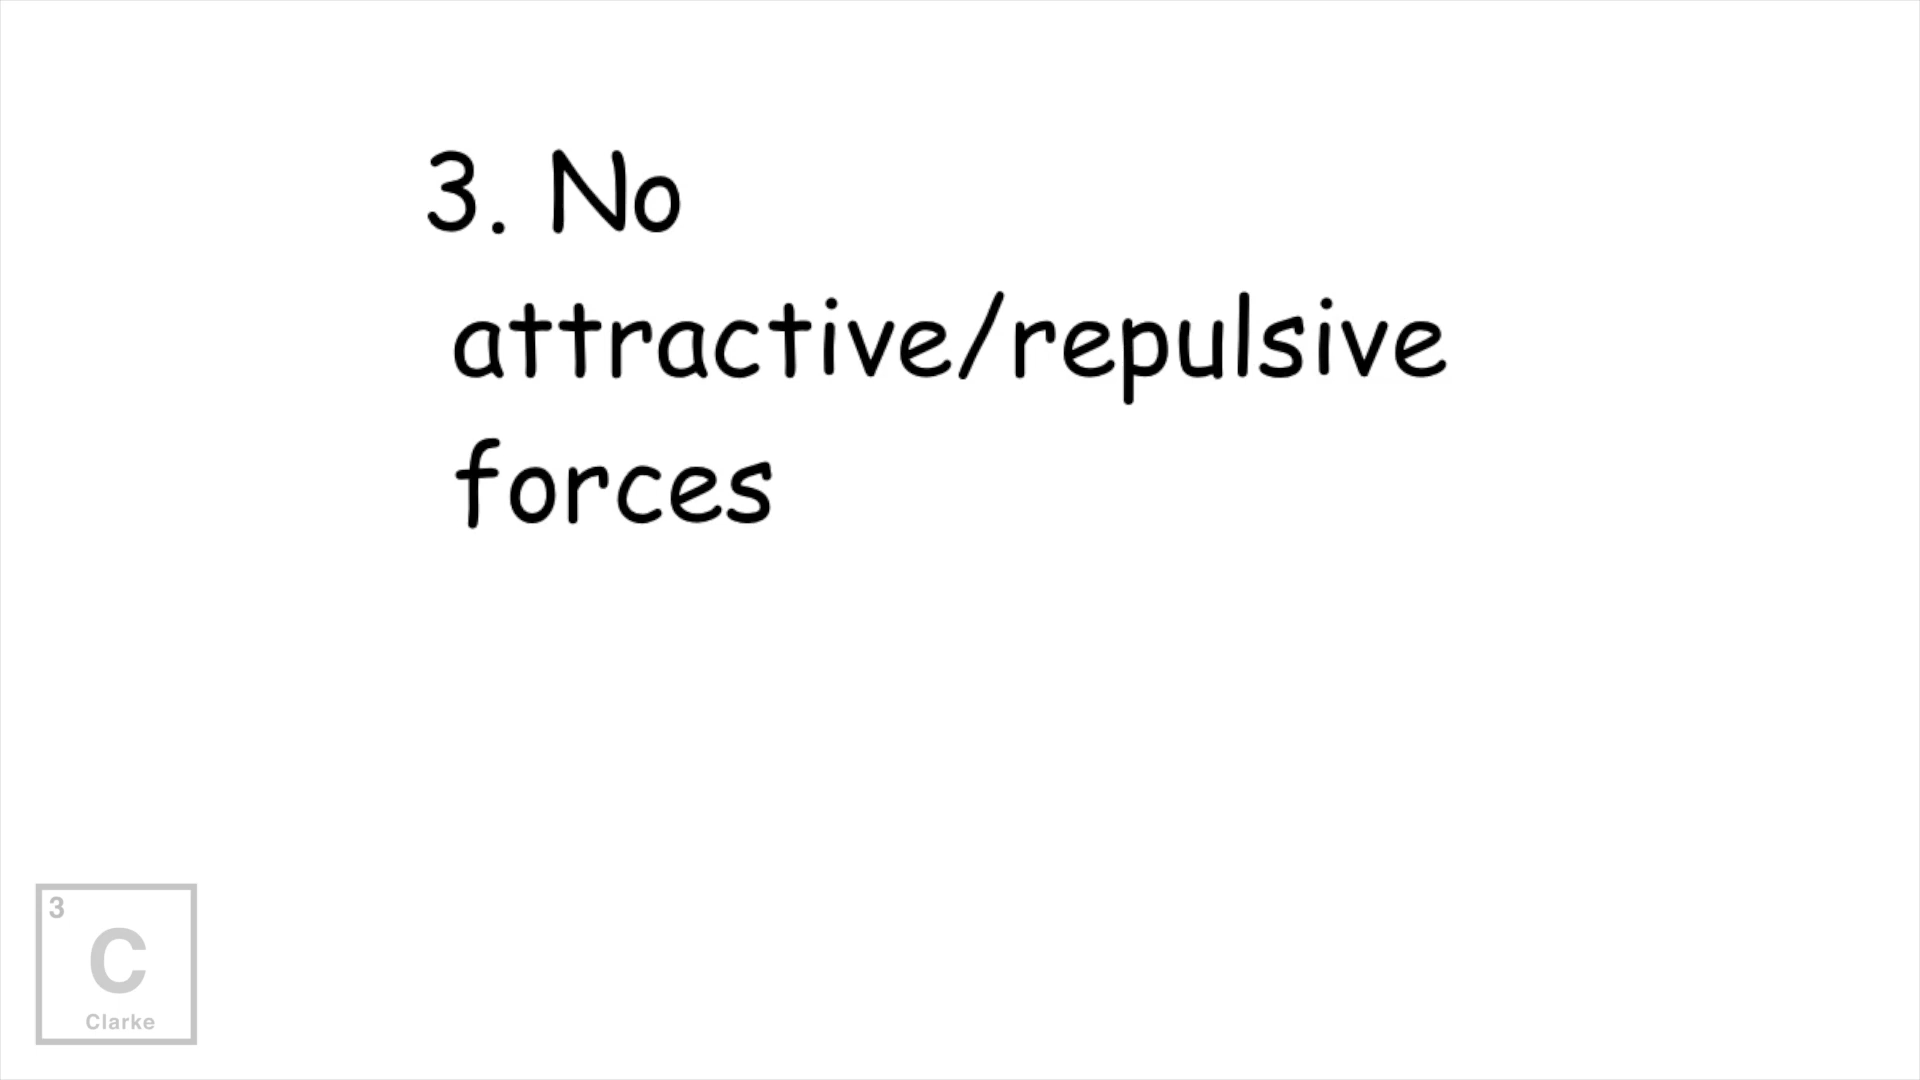 3. No
attractive/repulsive
forces
3
C
Clarke